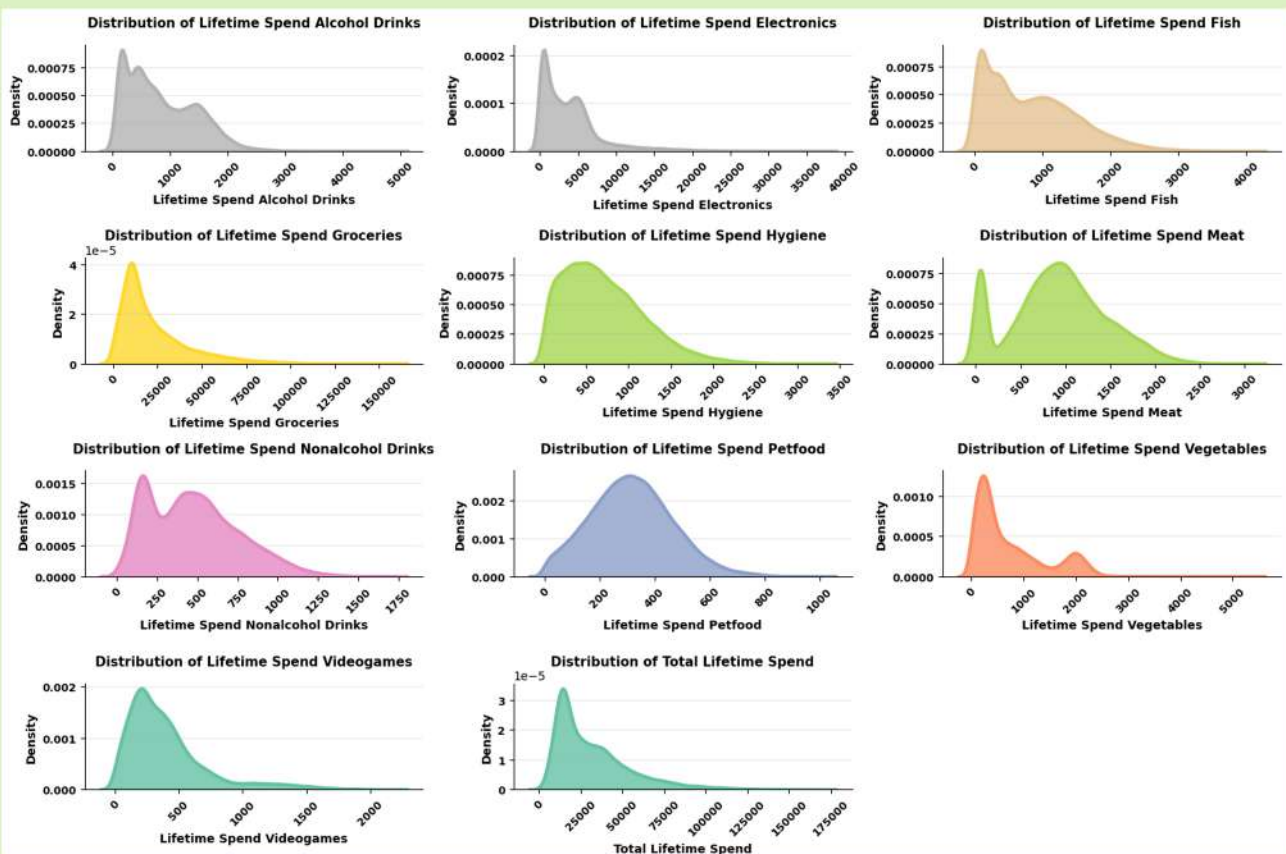 Distribution of Lifetime Spend Alcohol Drinks
Density
0.00075
0.00050
0.00025
0.00000
0 1000 2000 3000 4000 5000
Lifetime Spend Alcohol Drinks
Distribution of Lifetime Spend Electronics
Density
0.0002
0.0001
0.0000
0 5000 10000 15000 20000 25000 30000 35000 40000
Lifetime Spend Electronics
Distribution of Lifetime Spend Fish
Density
0.00075
0.00050
0.00025
0.00000
0 1000 2000 3000 4000
Lifetime Spend Fish
Distribution of Lifetime Spend Groceries
1e−5
Density
4
2
0
0 25000 50000 75000 100000 125000 150000
Lifetime Spend Groceries
Distribution of Lifetime Spend Hygiene
Density
0.00075
0.00050
0.00025
0.00000
0 500 1000 1500 2000 2500 3000 3500
Lifetime Spend Hygiene
Distribution of Lifetime Spend Meat
Density
0.00075
0.00050
0.00025
0.00000
0 500 1000 1500 2000 2500 3000
Lifetime Spend Meat
Distribution of Lifetime Spend Nonalcohol Drinks
Density
0.0015
0.0010
0.0005
0.0000
0 250 500 750 1000 1250 1500 1750
Lifetime Spend Nonalcohol Drinks
Distribution of Lifetime Spend Petfood
Density
0.002
0.001
0.000
0 200 400 600 800 1000
Lifetime Spend Petfood
Distribution of Lifetime Spend Vegetables
Density
0.0010
0.0005
0.0000
0 1000 2000 3000 4000 5000
Lifetime Spend Vegetables
Distribution of Lifetime Spend Videogames
Density
0.002
0.001
0.000
0 500 1000 1500 2000
Lifetime Spend Videogames
Distribution of Total Lifetime Spend
1e−5
Density
3
2
1
0
0 25000 50000 75000 100000 125000 150000 175000
Total Lifetime Spend